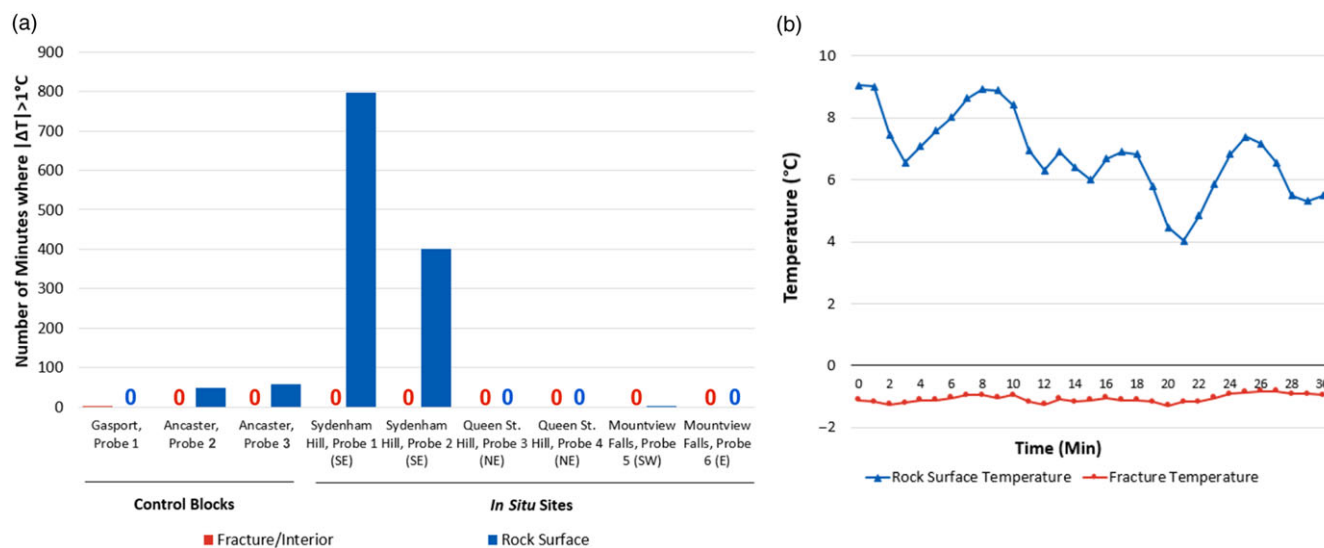 (a)
Number of Minutes where |ΔT|>1°C
900
800
700
600
500
400
300
200
100
0
0
0
0
0
0
0
0
0
0
0
0
0
0
Gasport,
Probe 1
Ancaster,
Probe 2
Ancaster,
Probe 3
Sydenham
Hill, Probe 1
(SE)
Sydenham
Hill, Probe 2
(SE)
Queen St.
Hill, Probe 3
(NE)
Queen St.
Hill, Probe 4
(NE)
Mountview
Falls, Probe
5 (SW)
Mountview
Falls, Probe
6 (E)
Control Blocks
In Situ Sites
Fracture/Interior
Rock Surface
(b)
Temperature (°C)
10
8
6
4
2
0
−2
0 2 4 6 8 10 12 14 16 18 20 22 24 26 28 30
Time (Min)
Rock Surface Temperature
Fracture Temperature